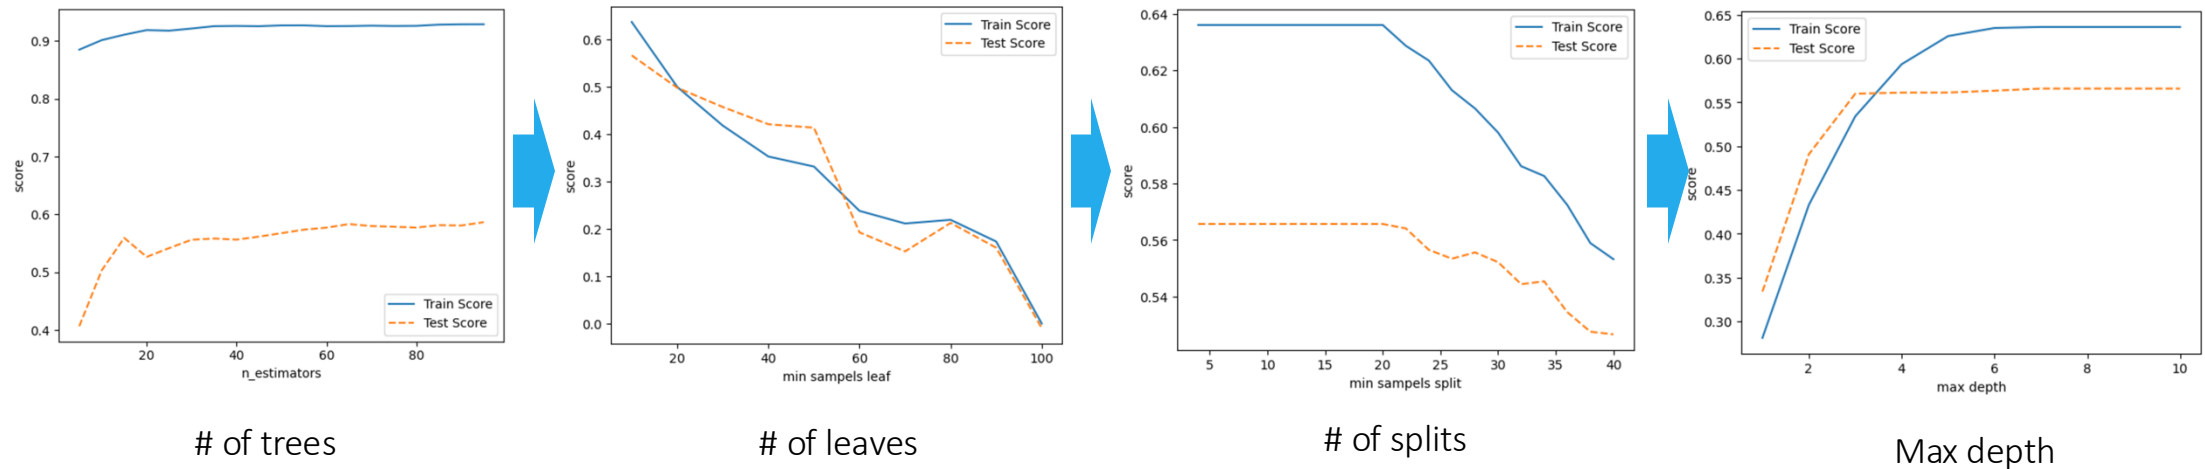 0.9
0.8
0.7
0.6
0.5
0.4
score
20
40
60
80
n_estimators
Train Score
Test Score
# of trees
0.6
0.5
0.4
0.3
0.2
0.1
0.0
score
20
40
60
80
100
min sampels leaf
Train Score
Test Score
# of leaves
0.64
0.62
0.60
0.58
0.56
0.54
score
5
10
15
20
25
30
35
40
min sampels split
Train Score
Test Score
# of splits
0.65
0.60
0.55
0.50
0.45
0.40
0.35
0.30
score
2
4
6
8
10
max depth
Train Score
Test Score
Max depth